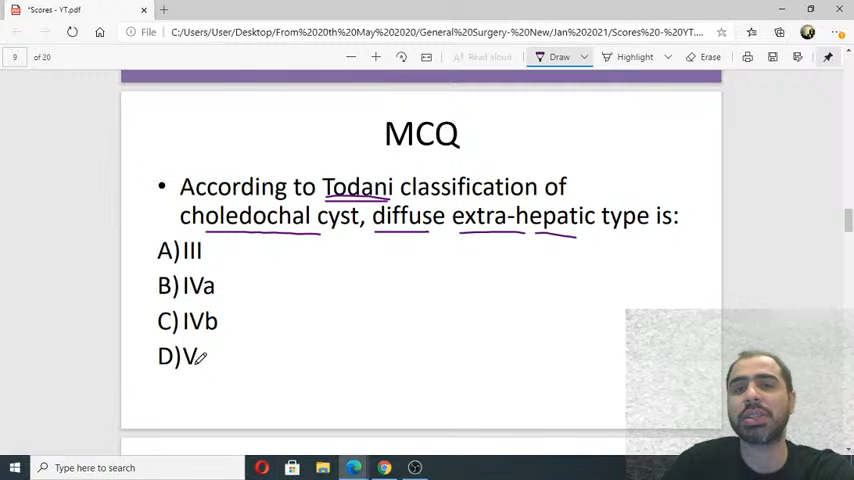 *Scores - YT.pdf
File
C:/Users/User/Desktop/From%2020th%20May%202020/General%20Surgery-%20New/Jan%202021/Scores%20-%20YT....
9 of 20
Read aloud
Draw
Highlight
Erase
MCQ
• According to Todani classification of
choledochal cyst, diffuse extra-hepatic type is:
A) III
B) IVa
C) IVb
D) V
Type here to search